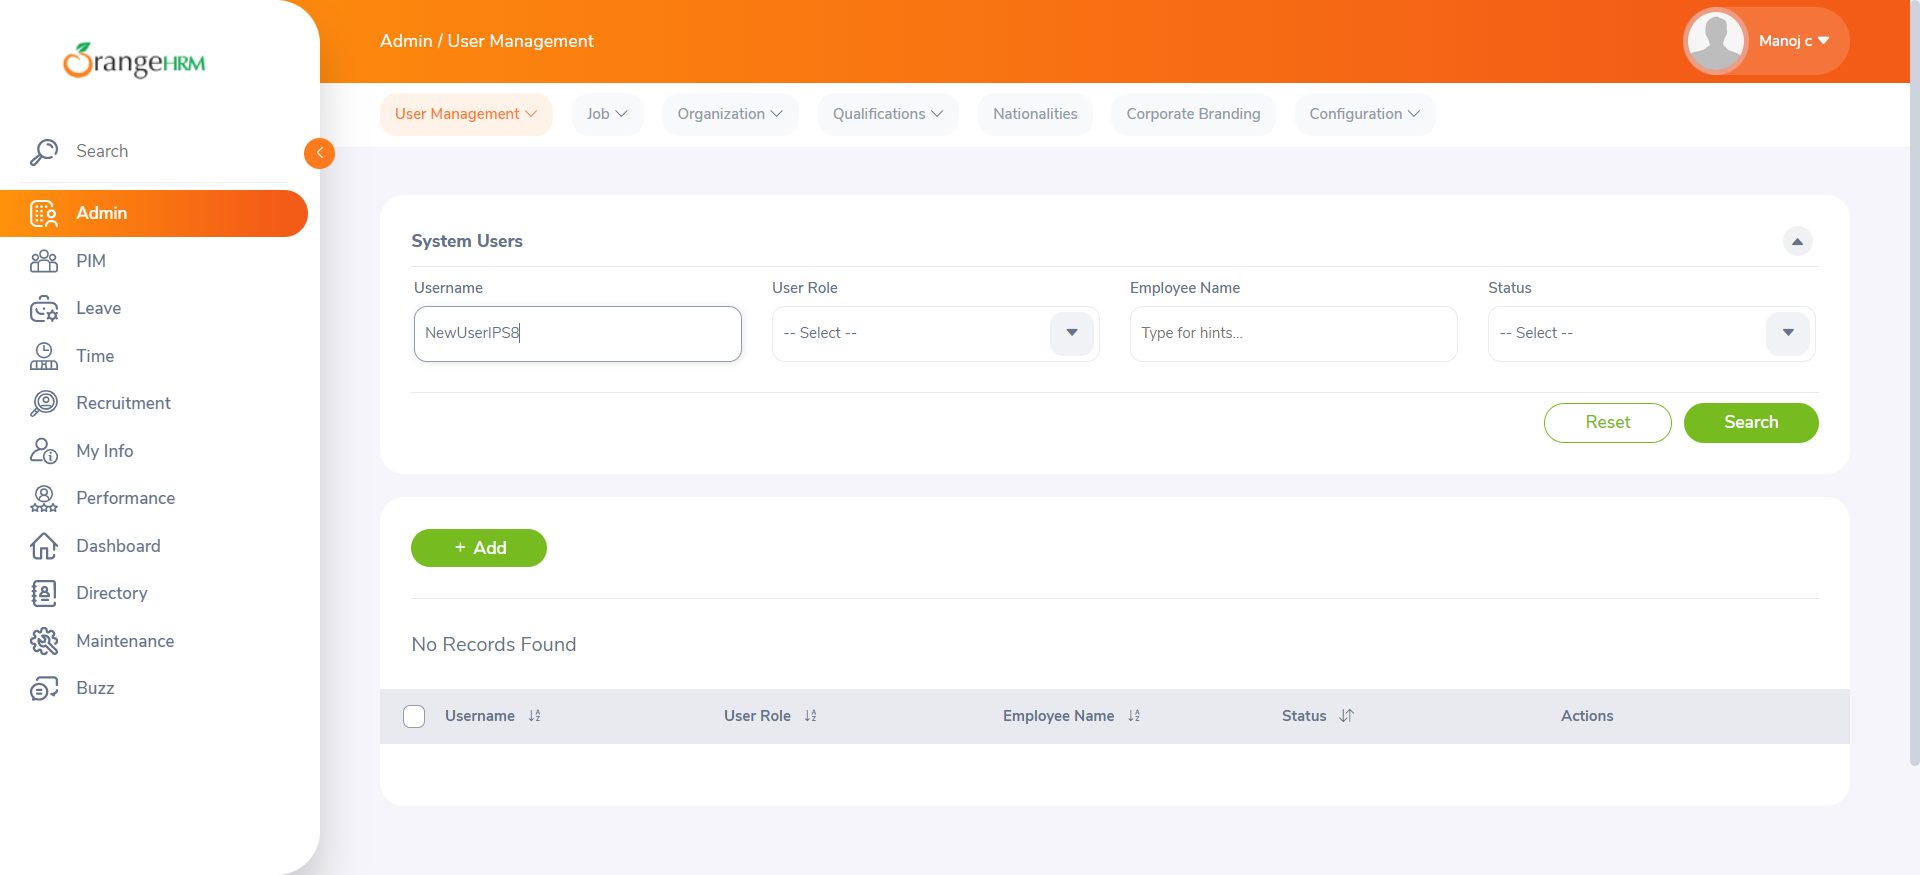 OrangeHRM
Admin / User Management
Manoj c
User Management
Job
Organization
Qualifications
Nationalities
Corporate Branding
Configuration
Search
Admin
PIM
Leave
Time
Recruitment
My Info
Performance
Dashboard
Directory
Maintenance
Buzz
System Users
Username
User Role
Employee Name
Status
NewUserIPS8
-- Select --
Type for hints...
-- Select --
Reset
Search
+ Add
No Records Found
Username
User Role
Employee Name
Status
Actions